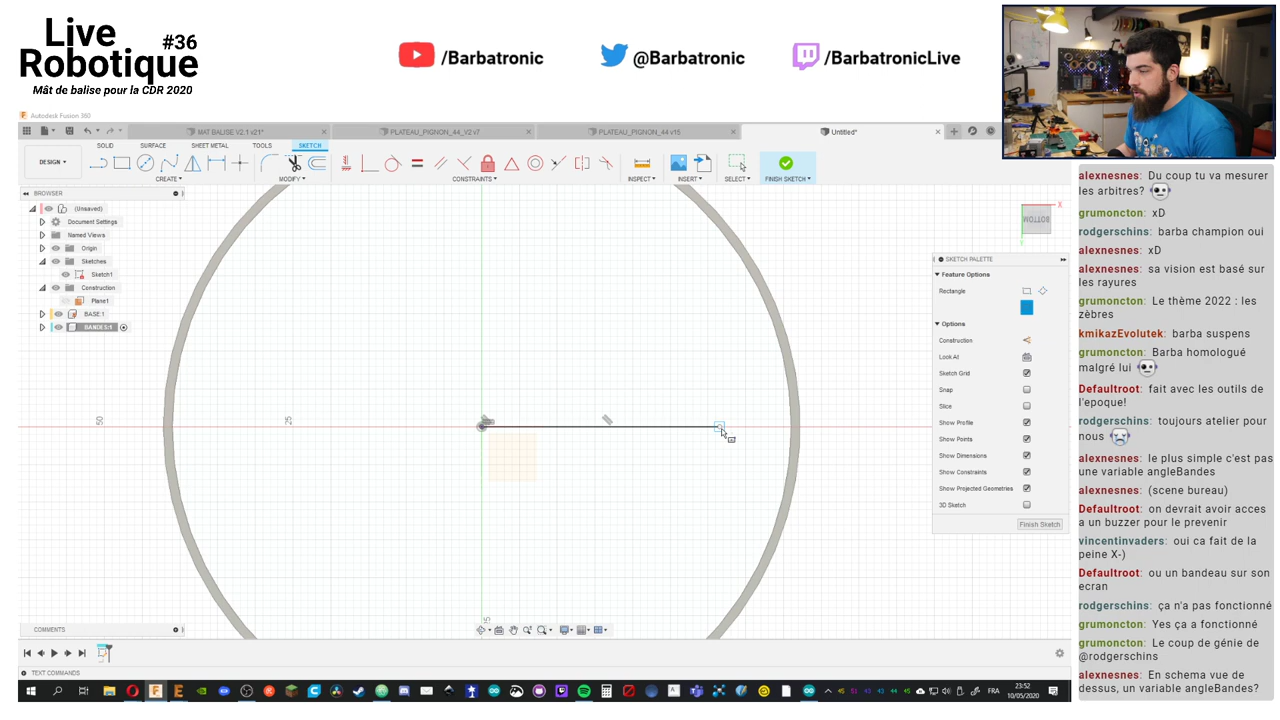 Live
Robotique #36
Mât de balise pour la CDR 2020
/Barbatronic
@Barbatronic
/BarbatronicLive
Autodesk Fusion 360
MAT BALISE V2.1 v21*
PLATEAU_PIGNON_44_V2 v7
PLATEAU_PIGNON_44 v15
Untitled*
SOLID
SURFACE
SHEET METAL
TOOLS
SKETCH
DESIGN
CREATE
MODIFY
CONSTRAINTS
INSPECT
INSERT
SELECT
FINISH SKETCH
BROWSER
(Unsaved)
Document Settings
Named Views
Origin
Sketches
Sketch1
Construction
Plane1
BASE:1
BANDES:1
50
25
BOTTOM
X
Y
SKETCH PALETTE
Feature Options
Rectangle
Options
Construction
Look At
Sketch Grid
Snap
Slice
Show Profile
Show Points
Show Dimensions
Show Constraints
Show Projected Geometries
3D Sketch
Finish Sketch
COMMENTS
TEXT COMMANDS
FRA
23:52
10/05/2020
alexnesnes: Du coup tu va mesurer
les arbitres?
grumoncton: xD
rodgerschins: barba champion oui
alexnesnes: xD
alexnesnes: sa vision est basé sur
les rayures
grumoncton: Le thème 2022 : les
zèbres
kmikazEvolutek: barba suspens
grumoncton: Barba homologué
malgré lui
Defaultroot: fait avec les outils de
l'epoque!
rodgerschins: toujours atelier pour
nous
alexnesnes: le plus simple c'est pas
une variable angleBandes
alexnesnes: (scene bureau)
Defaultroot: on devrait avoir acces
a un buzzer pour le prevenir
vincentinvaders: oui ca fait de la
peine X-)
Defaultroot: ou un bandeau sur son
ecran
rodgerschins: ça n'a pas fonctionné
grumoncton: Yes ça a fonctionné
grumoncton: Le coup de génie de
@rodgerschins
alexnesnes: En schema vue de
dessus, un variable angleBandes?